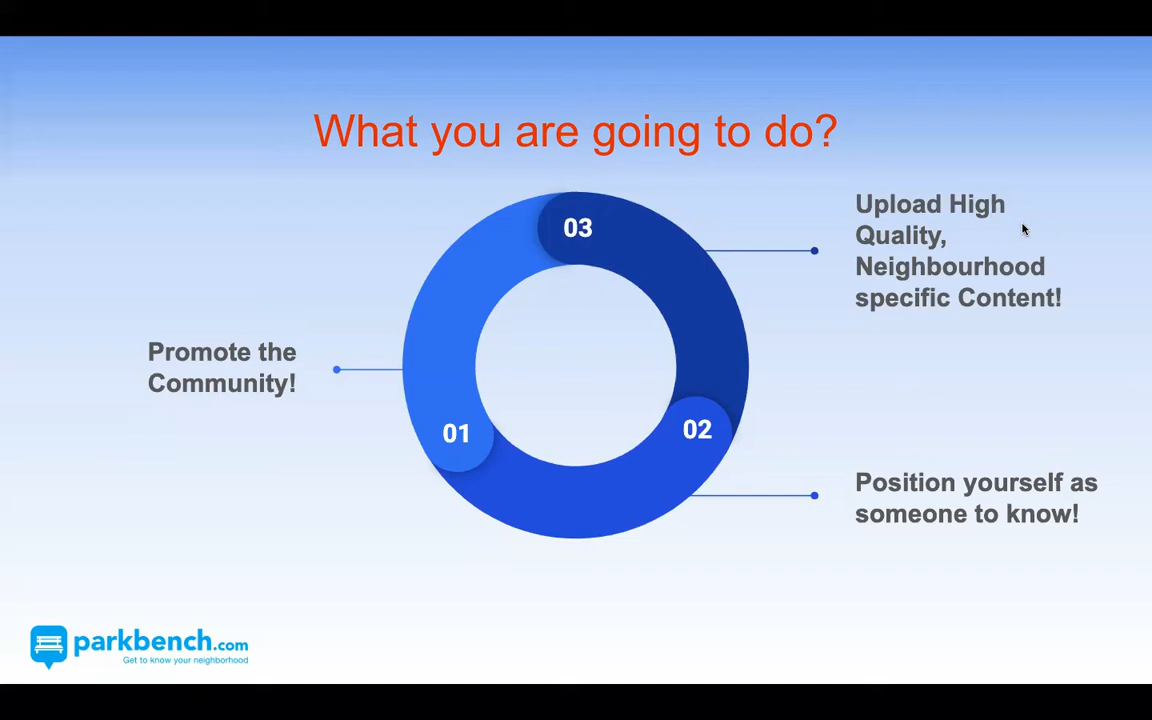 What you are going to do?
03
Upload High
Quality,
Neighbourhood
specific Content!
Promote the
Community!
01
02
Position yourself as
someone to know!
parkbench.com
Get to know your neighborhood